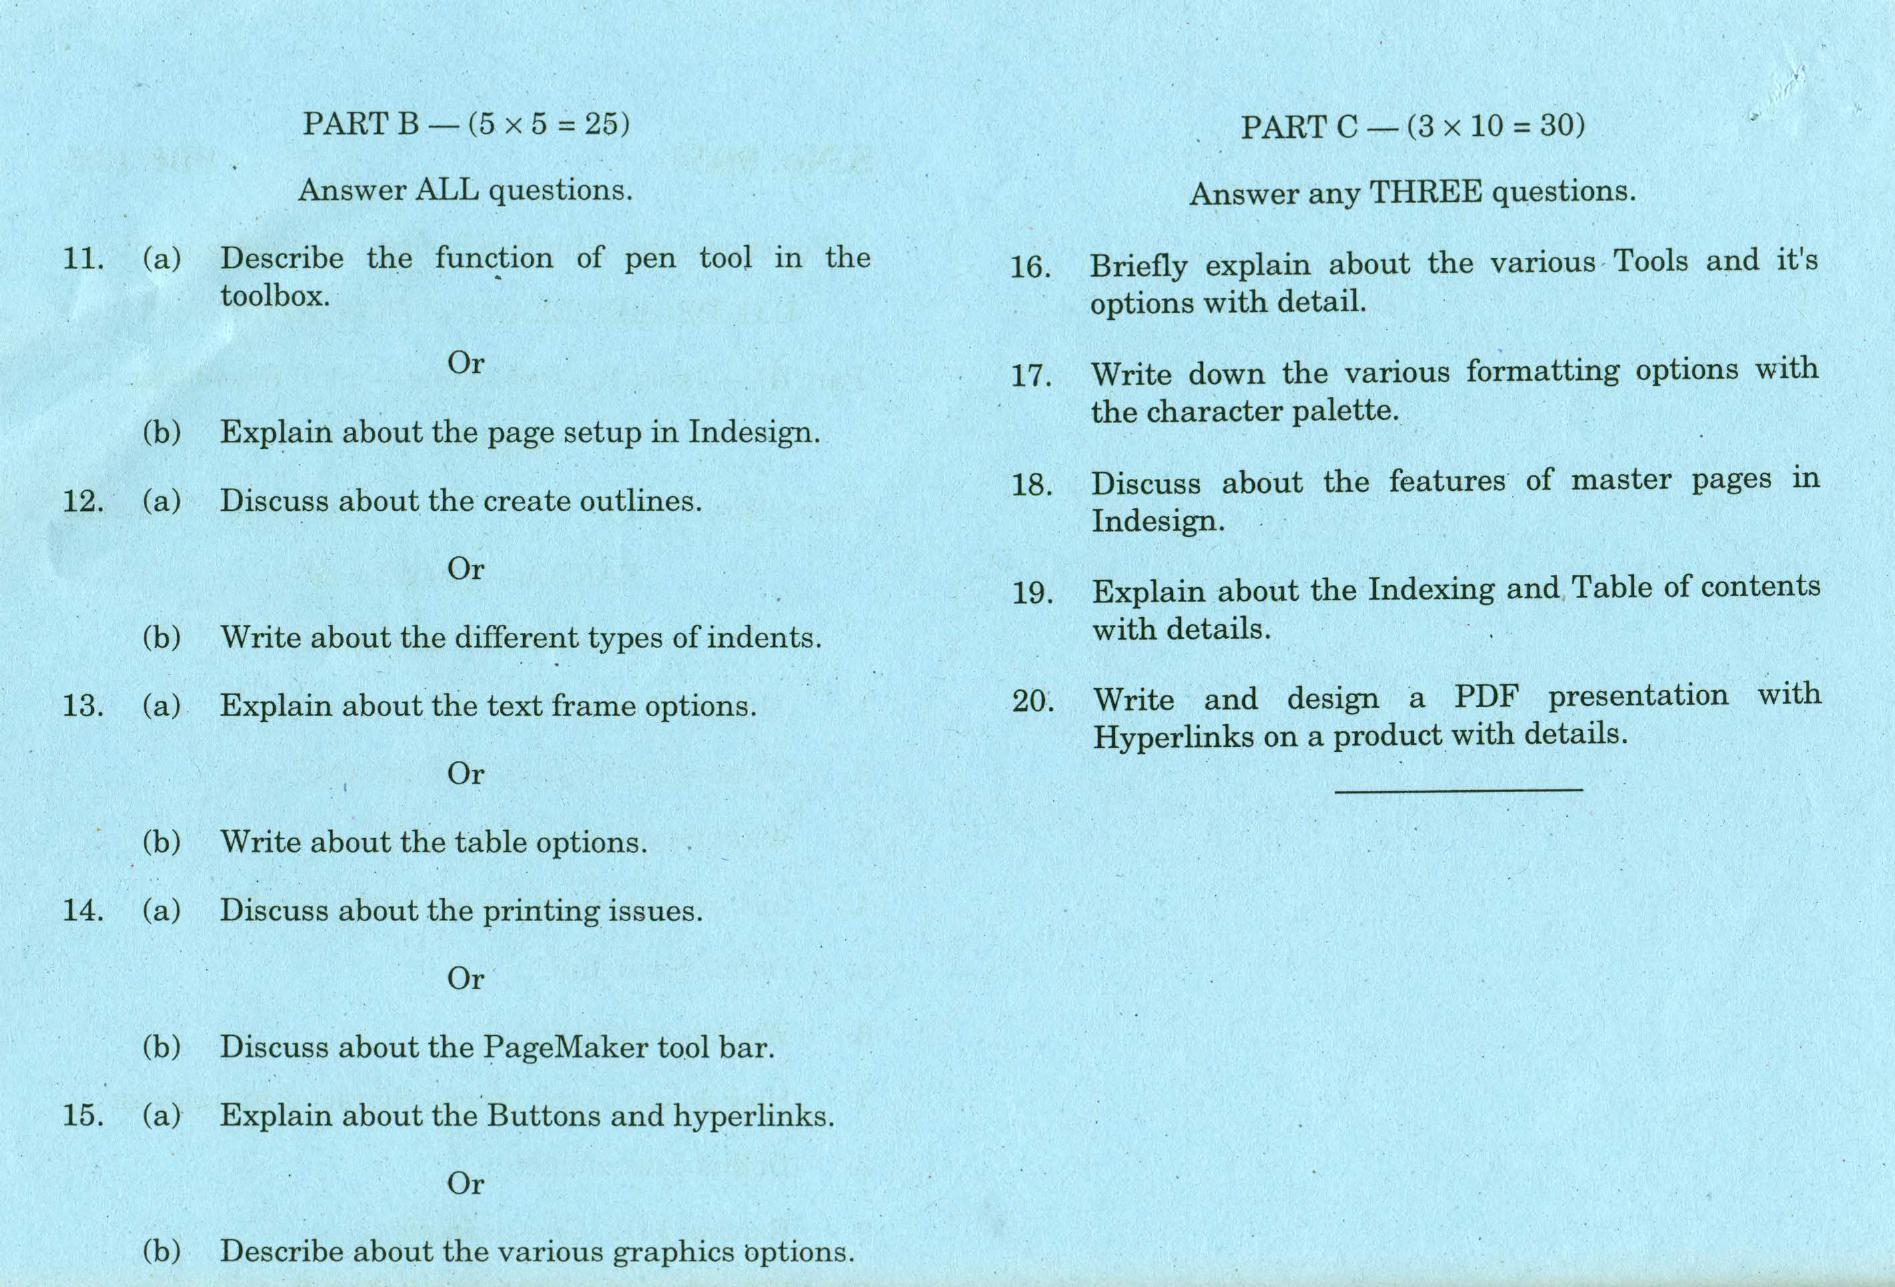 PART B — (5 × 5 = 25)
Answer ALL questions.
11. (a) Describe the function of pen tool in the
toolbox.
Or
(b) Explain about the page setup in Indesign.
12. (a) Discuss about the create outlines.
Or
(b) Write about the different types of indents.
13. (a) Explain about the text frame options.
Or
(b) Write about the table options.
14. (a) Discuss about the printing issues.
Or
(b) Discuss about the PageMaker tool bar.
15. (a) Explain about the Buttons and hyperlinks.
Or
(b) Describe about the various graphics options.
PART C — (3 × 10 = 30)
Answer any THREE questions.
16. Briefly explain about the various Tools and it's
options with detail.
17. Write down the various formatting options with
the character palette.
18. Discuss about the features of master pages in
Indesign.
19. Explain about the Indexing and Table of contents
with details.
20. Write and design a PDF presentation with
Hyperlinks on a product with details.